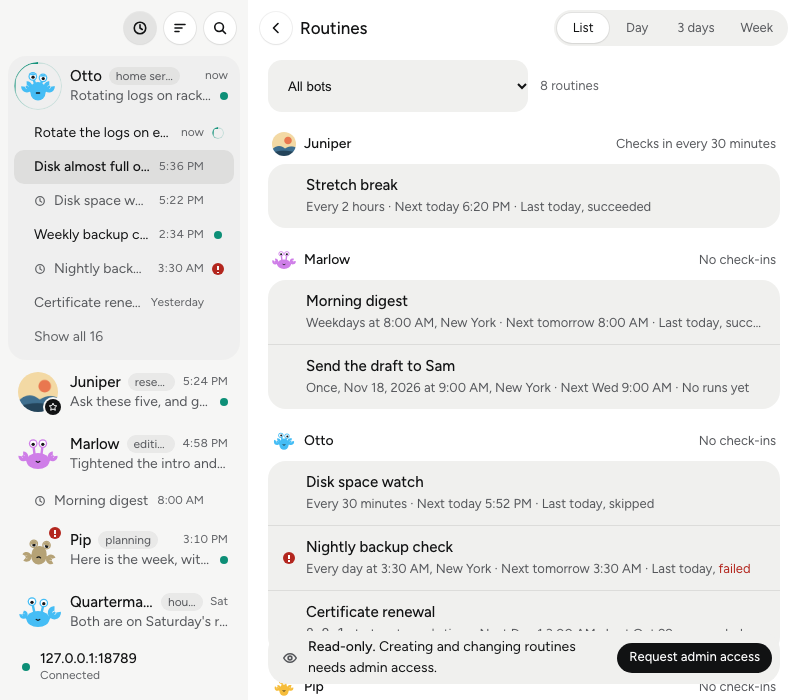 Otto home ser... now
Rotating logs on rack...
Rotate the logs on e... now
Disk almost full o... 5:36 PM
Disk space w... 5:22 PM
Weekly backup c... 2:34 PM
Nightly back... 3:30 AM
Certificate rene... Yesterday
Show all 16
Juniper rese... 5:24 PM
Ask these five, and g...
Marlow editi... 4:58 PM
Tightened the intro and...
Morning digest 8:00 AM
Pip planning 3:10 PM
Here is the week, wit...
Quarterma... hou... Sat
Both are on Saturday's r...
127.0.0.1:18789
Connected
Routines
List Day 3 days Week
All bots 8 routines
Juniper Checks in every 30 minutes
Stretch break
Every 2 hours · Next today 6:20 PM · Last today, succeeded
Marlow No check-ins
Morning digest
Weekdays at 8:00 AM, New York · Next tomorrow 8:00 AM · Last today, succ...
Send the draft to Sam
Once, Nov 18, 2026 at 9:00 AM, New York · Next Wed 9:00 AM · No runs yet
Otto No check-ins
Disk space watch
Every 30 minutes · Next today 5:52 PM · Last today, skipped
Nightly backup check
Every day at 3:30 AM, New York · Next tomorrow 3:30 AM · Last today, failed
Certificate renewal
Read-only. Creating and changing routines
needs admin access.
Request admin access
Pip No check-ins